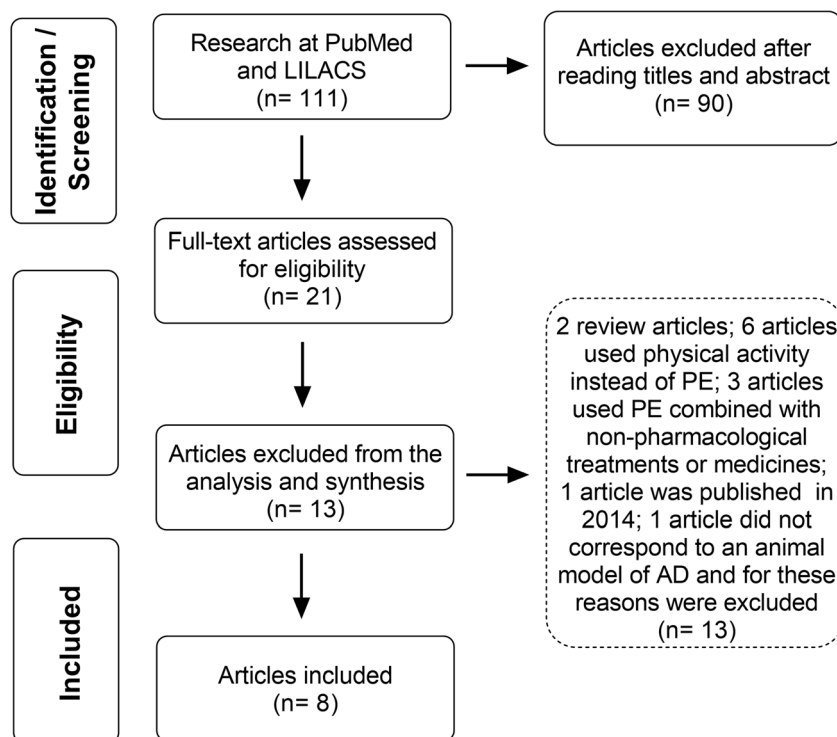 Identification /
Screening
Research at PubMed
and LILACS
(n= 111)
Articles excluded after
reading titles and abstract
(n= 90)
Full-text articles assessed
for eligibility
(n= 21)
Eligibility
Articles excluded from the
analysis and synthesis
(n= 13)
2 review articles; 6 articles
used physical activity
instead of PE; 3 articles
used PE combined with
non-pharmacological
treatments or medicines;
1 article was published in
2014; 1 article did not
correspond to an animal
model of AD and for these
reasons were excluded
(n= 13)
Included
Articles included
(n= 8)